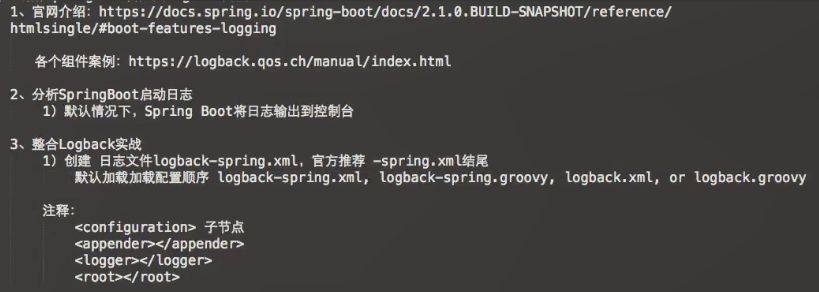 1、官网介绍：https://docs.spring.io/spring-boot/docs/2.1.0.BUILD-SNAPSHOT/reference/
htmlsingle/#boot-features-logging
各个组件案例：https://logback.qos.ch/manual/index.html
2、分析SpringBoot启动日志
1）默认情况下，Spring Boot将日志输出到控制台
3、整合Logback实战
1）创建 日志文件logback-spring.xml，官方推荐 -spring.xml结尾
默认加载加载配置顺序 logback-spring.xml, logback-spring.groovy, logback.xml, or logback.groovy
注释：
<configuration> 子节点
<appender></appender>
<logger></logger>
<root></root>